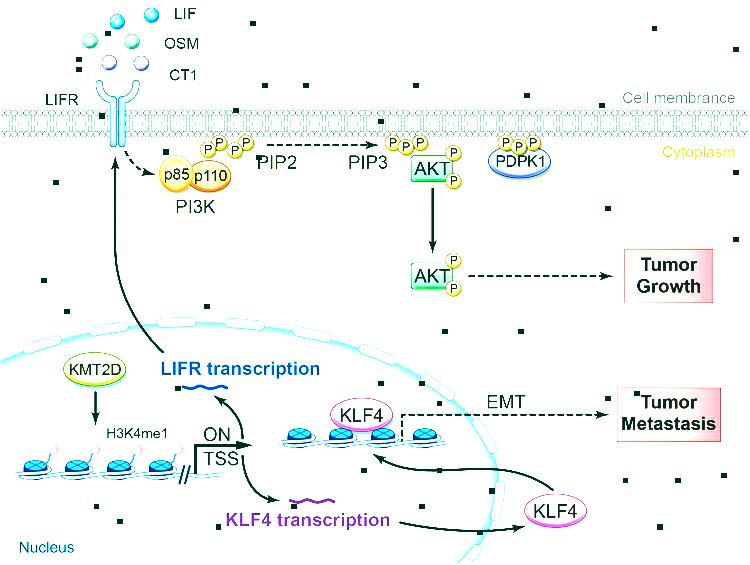 LIF
OSM
CT1
LIFR
Cell membrance
Cytoplasm
P P P P
PIP2
PIP3
P P P
P
AKT
P
P P P
PDPK1
p85 p110
PI3K
P
AKT
P
Tumor
Growth
LIFR transcription
KMT2D
H3K4me1
ON
TSS
KLF4
EMT
Tumor
Metastasis
KLF4 transcription
KLF4
Nucleus